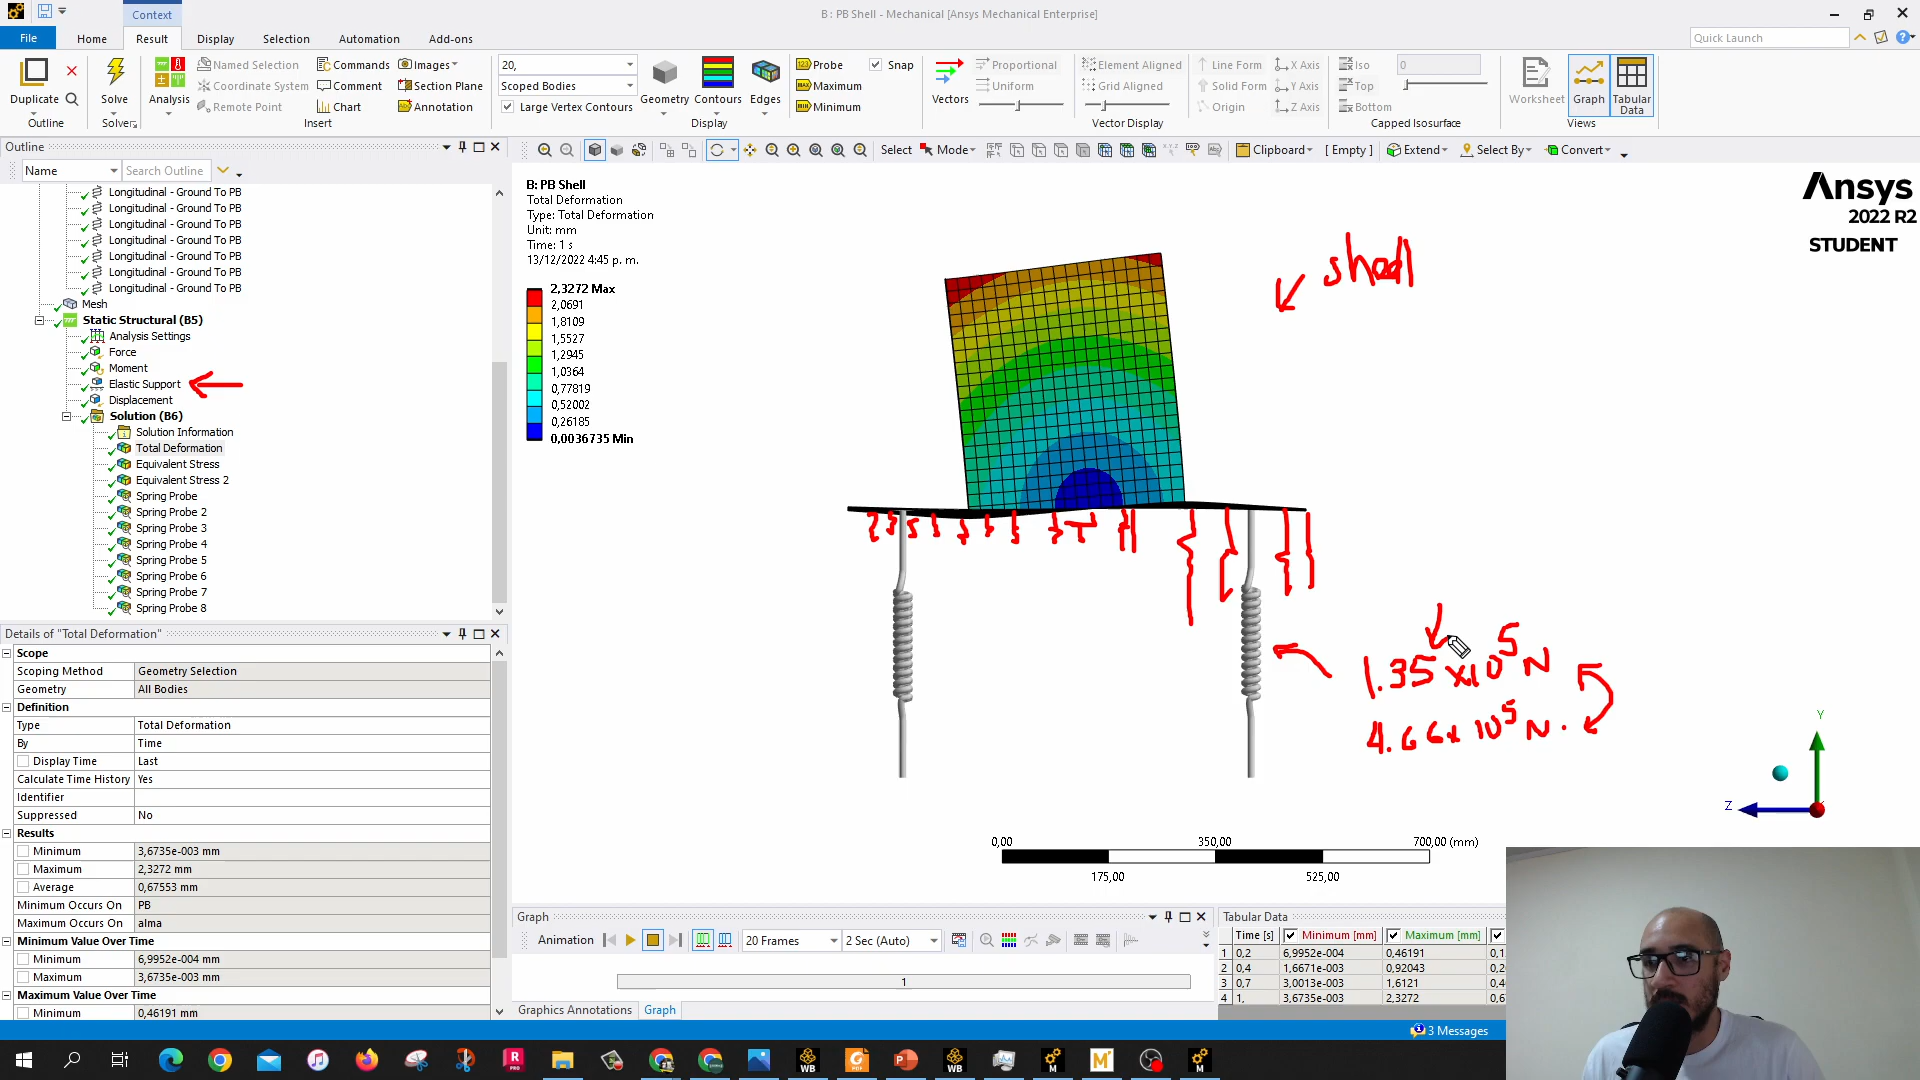 Context
B : PB Shell - Mechanical [Ansys Mechanical Enterprise]
File Home Result Display Selection Automation Add-ons
Quick Launch
Duplicate
Outline
Solve
Solver
Analysis
Named Selection
Coordinate System
Remote Point
Commands
Comment
Chart
Images
Section Plane
Annotation
Insert
20,
Scoped Bodies
Large Vertex Contours
Geometry
Contours
Edges
Display
Probe
Maximum
Minimum
Snap
Vectors
Proportional
Uniform
Element Aligned
Grid Aligned
Line Form
Solid Form
Origin
X Axis
Y Axis
Z Axis
Vector Display
Iso
Top
Bottom
0
Capped Isosurface
Worksheet
Graph
Tabular
Data
Views
Outline
Name Search Outline
Select Mode Clipboard [ Empty ] Extend Select By Convert
Longitudinal - Ground To PB
Longitudinal - Ground To PB
Longitudinal - Ground To PB
Longitudinal - Ground To PB
Longitudinal - Ground To PB
Longitudinal - Ground To PB
Longitudinal - Ground To PB
Mesh
Static Structural (B5)
Analysis Settings
Force
Moment
Elastic Support
Displacement
Solution (B6)
Solution Information
Total Deformation
Equivalent Stress
Equivalent Stress 2
Spring Probe
Spring Probe 2
Spring Probe 3
Spring Probe 4
Spring Probe 5
Spring Probe 6
Spring Probe 7
Spring Probe 8
Details of "Total Deformation"
Scope
Scoping Method Geometry Selection
Geometry All Bodies
Definition
Type Total Deformation
By Time
Display Time Last
Calculate Time History Yes
Identifier
Suppressed No
Results
Minimum 3,6735e-003 mm
Maximum 2,3272 mm
Average 0,67553 mm
Minimum Occurs On PB
Maximum Occurs On alma
Minimum Value Over Time
Minimum 6,9952e-004 mm
Maximum 3,6735e-003 mm
Maximum Value Over Time
Minimum 0,46191 mm
B: PB Shell
Total Deformation
Type: Total Deformation
Unit: mm
Time: 1 s
13/12/2022 4:45 p. m.
2,3272 Max
2,0691
1,8109
1,5527
1,2945
1,0364
0,77819
0,52002
0,26185
0,0036735 Min
Ansys
2022 R2
STUDENT
shell
1.35x10⁵ N
4.66x10⁵ N.
Y
Z
0,00 350,00 700,00 (mm)
175,00 525,00
Graph
Animation 20 Frames 2 Sec (Auto)
1
Graphics Annotations Graph
Tabular Data
Time [s] Minimum [mm] Maximum [mm]
1 0,2 6,9952e-004 0,46191 0,1
2 0,4 1,6671e-003 0,92043 0,2
3 0,7 3,0013e-003 1,6121 0,4
4 1, 3,6735e-003 2,3272 0,6
3 Messages